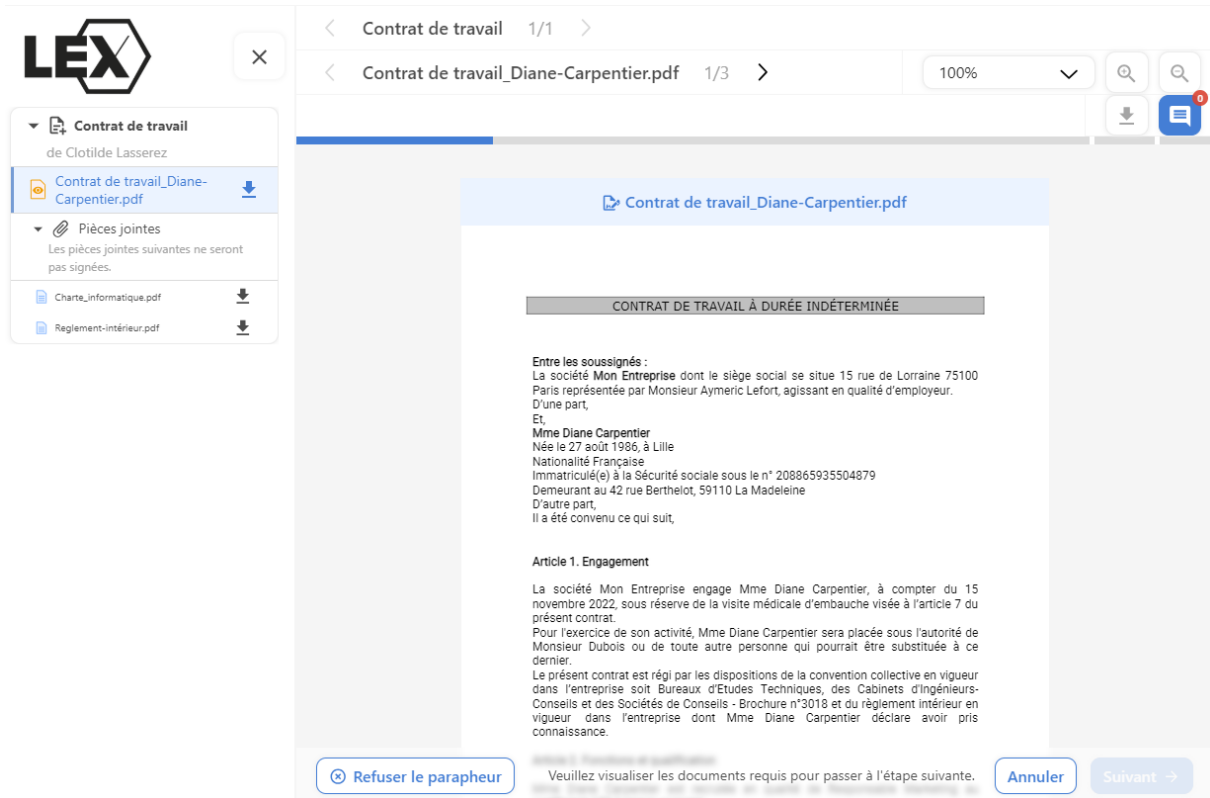 LEX
Contrat de travail 1/1
Contrat de travail_Diane-Carpentier.pdf 1/3
100%
0
Contrat de travail
de Clotilde Lasserez
Contrat de travail_Diane-
Carpentier.pdf
Pièces jointes
Les pièces jointes suivantes ne seront
pas signées.
Charte_informatique.pdf
Reglement-intérieur.pdf
Contrat de travail_Diane-Carpentier.pdf
CONTRAT DE TRAVAIL À DURÉE INDÉTERMINÉE
Entre les soussignés :
La société Mon Entreprise dont le siège social se situe 15 rue de Lorraine 75100
Paris représentée par Monsieur Aymeric Lefort, agissant en qualité d'employeur.
D'une part,
Et,
Mme Diane Carpentier
Née le 27 août 1986, à Lille
Nationalité Française
Immatriculé(e) à la Sécurité sociale sous le n° 208865935504879
Demeurant au 42 rue Berthelot, 59110 La Madeleine
D'autre part,
Il a été convenu ce qui suit,
Article 1. Engagement
La société Mon Entreprise engage Mme Diane Carpentier, à compter du 15
novembre 2022, sous réserve de la visite médicale d'embauche visée à l'article 7 du
présent contrat.
Pour l'exercice de son activité, Mme Diane Carpentier sera placée sous l'autorité de
Monsieur Dubois ou de toute autre personne qui pourrait être substituée à ce
dernier.
Le présent contrat est régi par les dispositions de la convention collective en vigueur
dans l'entreprise soit Bureaux d'Etudes Techniques, des Cabinets d'Ingénieurs-
Conseils et des Sociétés de Conseils - Brochure n°3018 et du règlement intérieur en
vigueur dans l'entreprise dont Mme Diane Carpentier déclare avoir pris
connaissance.
Article 2. Fonctions et qualification
Refuser le parapheur
Veuillez visualiser les documents requis pour passer à l'étape suivante.
Annuler
Suivant